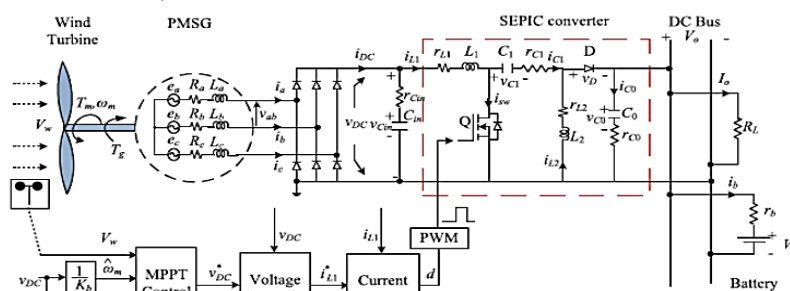 Wind
Turbine
PMSG
SEPIC converter
DC Bus
V_o
i_DC
i_L1
r_L1
L_1
C_1
r_C1
i_C1
D
v_C1
v_D
i_C0
I_o
T_m, ω_m
V_w
T_g
e_a R_a L_a
e_b R_b L_b
e_c R_c L_c
v_ab
i_a
i_b
i_c
v_DC
v_Cin
r_Cin
C_in
i_sw
Q
r_L2
L_2
i_L2
v_C0
C_0
r_C0
R_L
i_b
r_b
V_w
v_DC
i_L1
PWM
v_DC
1
K_b
ω̂_m
MPPT
Control
v*_DC
Voltage
i*_L1
Current
d
Battery